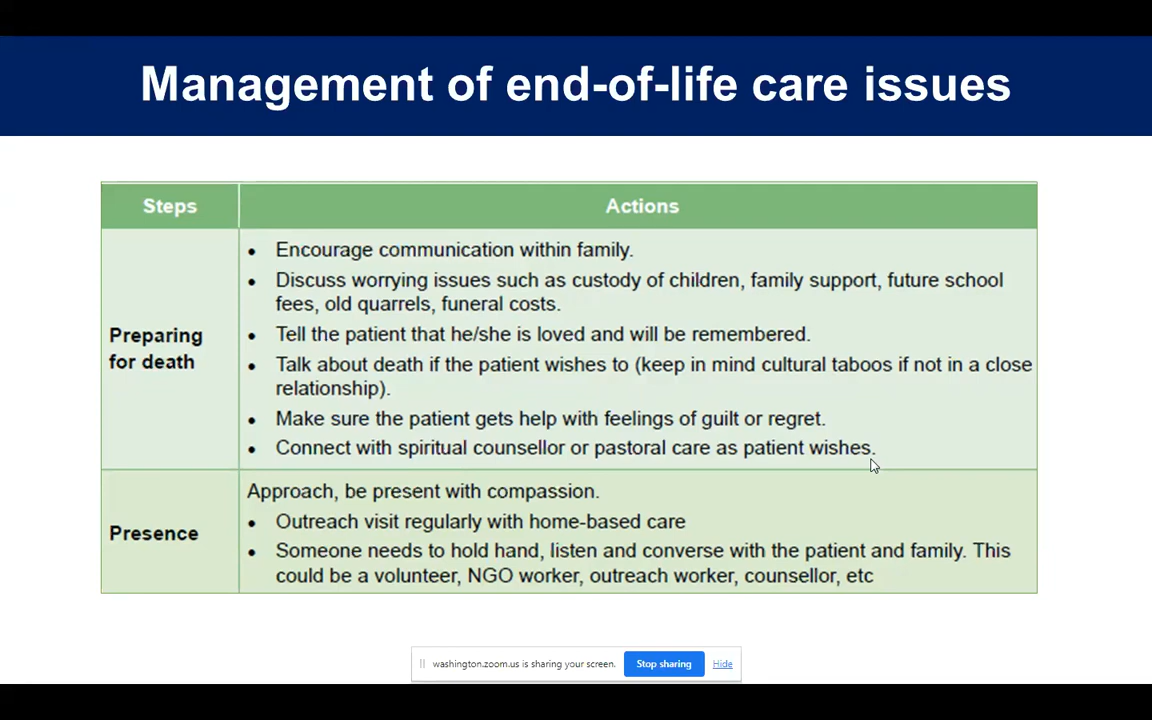 Management of end-of-life care issues
Steps
Actions
Preparing
for death
• Encourage communication within family.
• Discuss worrying issues such as custody of children, family support, future school
fees, old quarrels, funeral costs.
• Tell the patient that he/she is loved and will be remembered.
• Talk about death if the patient wishes to (keep in mind cultural taboos if not in a close
relationship).
• Make sure the patient gets help with feelings of guilt or regret.
• Connect with spiritual counsellor or pastoral care as patient wishes.
Presence
Approach, be present with compassion.
• Outreach visit regularly with home-based care
• Someone needs to hold hand, listen and converse with the patient and family. This
could be a volunteer, NGO worker, outreach worker, counsellor, etc
washington.zoom.us is sharing your screen.
Stop sharing
Hide